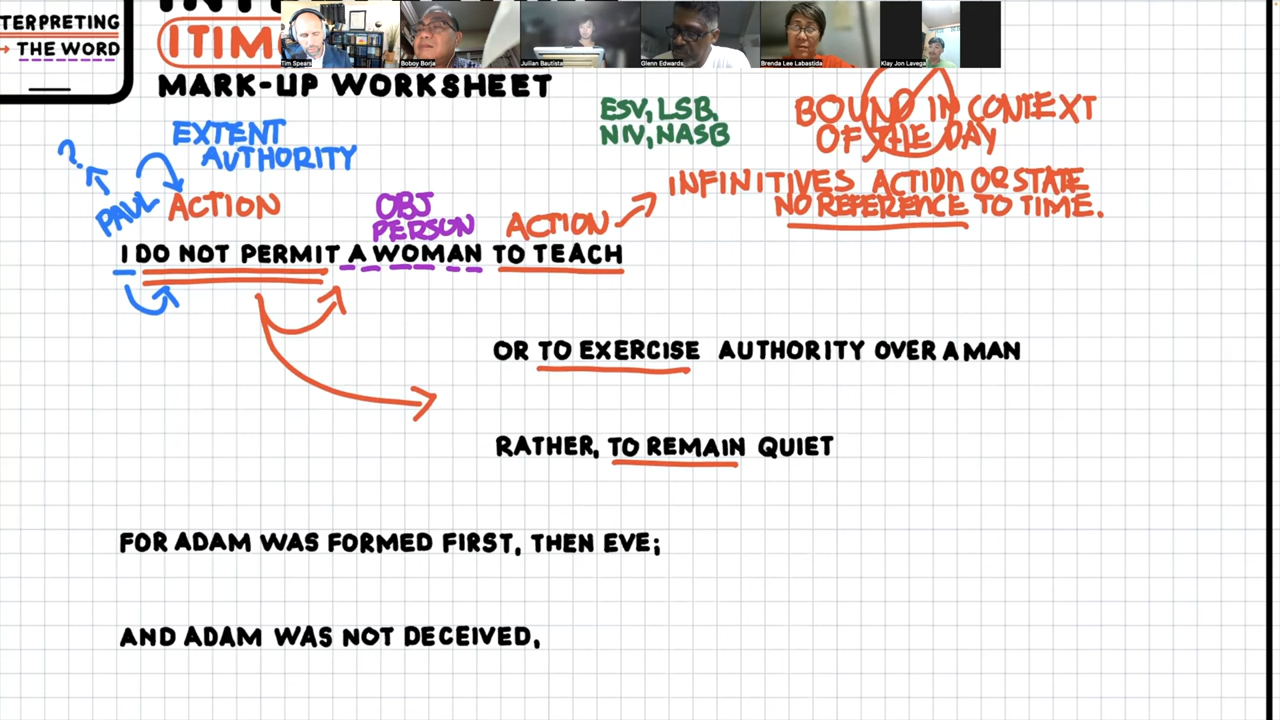 TERPRETING
→ THE WORD
ITIM
MARK-UP WORKSHEET
Tim Spears
Boboy Borja
Jullian Bautista
Glenn Edwards
Brenda Lee Labastida
Klay Jon Lavega
ESV, LSB,
NIV, NASB
BOUND IN CONTEXT
OF THE DAY
EXTENT
AUTHORITY
?
PAUL
ACTION
OBJ
PERSON
ACTION
INFINITIVES ACTION OR STATE
NO REFERENCE TO TIME.
I DO NOT PERMIT A WOMAN TO TEACH
OR TO EXERCISE AUTHORITY OVER A MAN
RATHER, TO REMAIN QUIET
FOR ADAM WAS FORMED FIRST, THEN EVE;
AND ADAM WAS NOT DECEIVED,